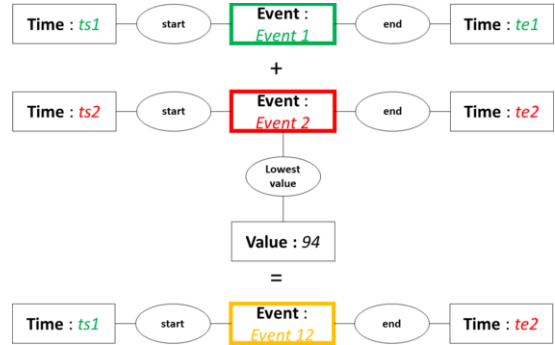 Time : ts1 start Event : end Time : te1
Event 1
+
Time : ts2 start Event : end Time : te2
Event 2
Lowest
value
Value : 94
=
Time : ts1 start Event : end Time : te2
Event 12